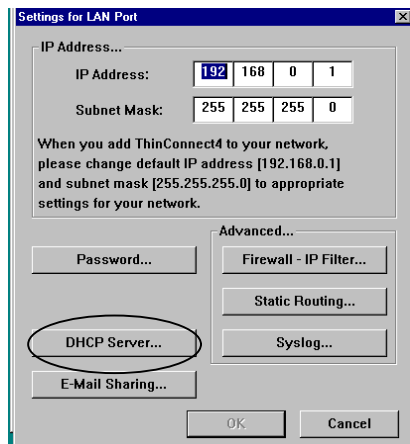 Settings for LAN Port
IP Address...
IP Address: 192 168 0 1
Subnet Mask: 255 255 255 0
When you add ThinConnect4 to your network,
please change default IP address [192.168.0.1]
and subnet mask [255.255.255.0] to appropriate
settings for your network.
Advanced...
Password...
Firewall - IP Filter...
Static Routing...
DHCP Server...
Syslog...
E-Mail Sharing...
OK
Cancel